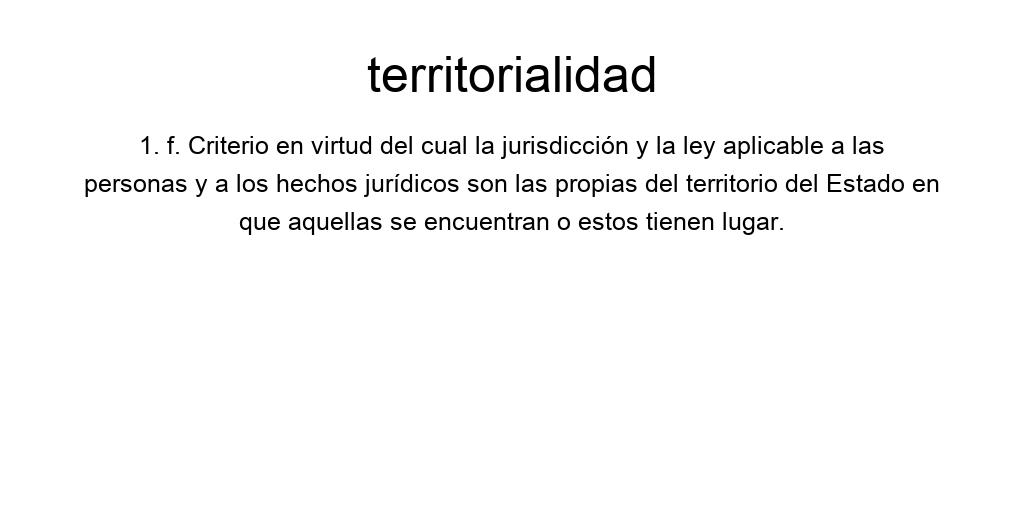 territorialidad
1. f. Criterio en virtud del cual la jurisdicción y la ley aplicable a las
personas y a los hechos jurídicos son las propias del territorio del Estado en
que aquellas se encuentran o estos tienen lugar.